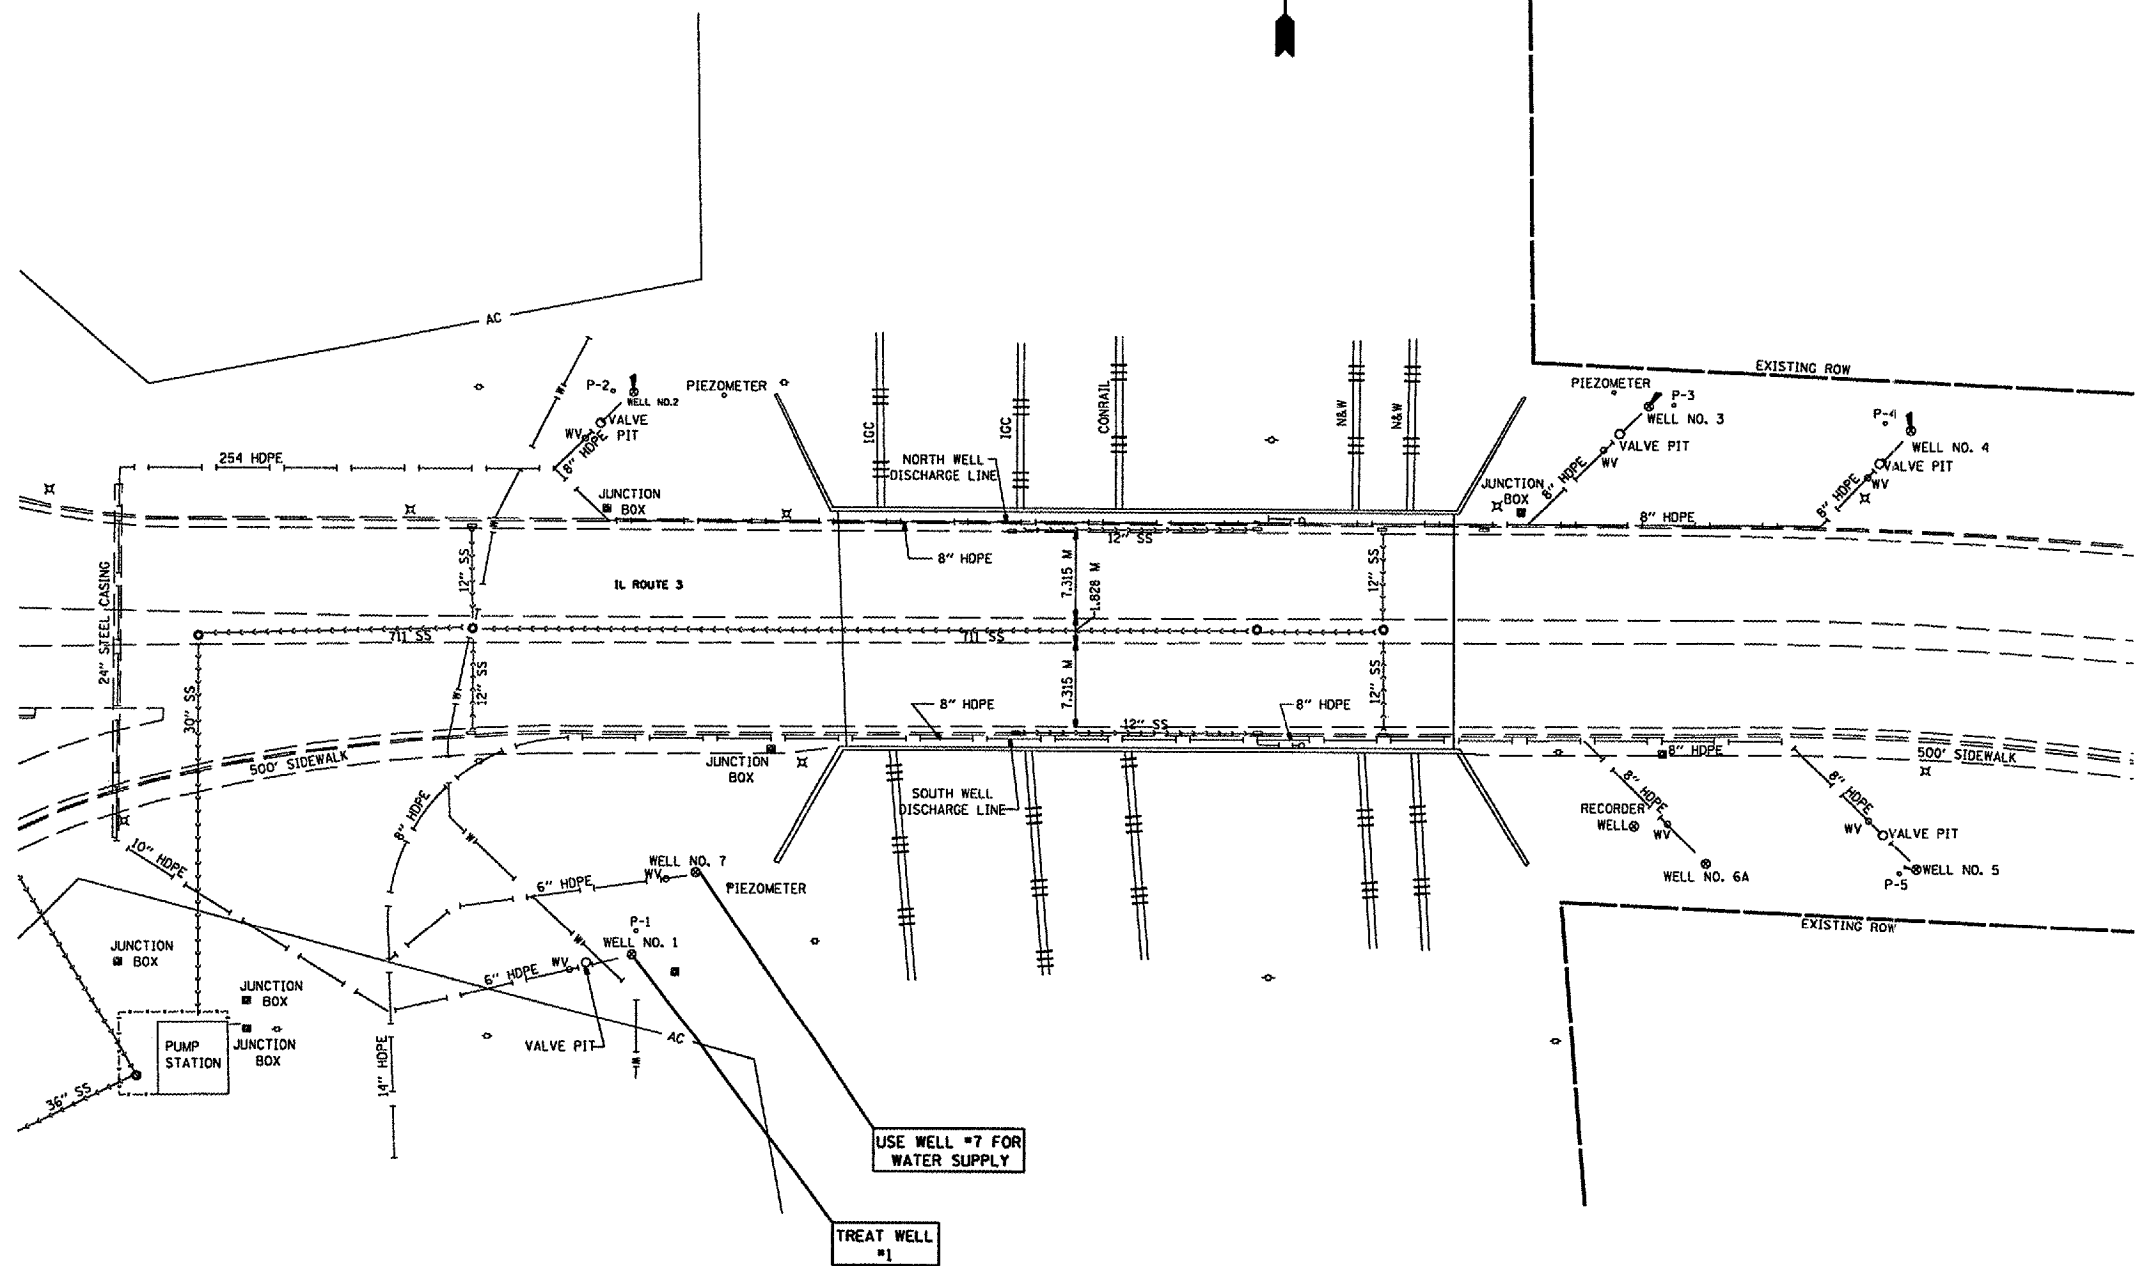 AC
W
P-2
WELL NO.2
VALVE
PIT
WV
18" HDPE
PIEZOMETER
254 HDPE
JUNCTION
BOX
IGC
IGC
CONRAIL
N&W
N&W
NORTH WELL
DISCHARGE LINE
EXISTING ROW
PIEZOMETER
P-3
WELL NO. 3
VALVE PIT
WV
8" HDPE
JUNCTION
BOX
P-4
WELL NO. 4
VALVE PIT
WV
8" HDPE
8" HDPE
24" STEEL CASING
12" SS
W
IL ROUTE 3
8" HDPE
12" SS
7.315 M
1.828 M
12" SS
711 SS
711 SS
30" SS
12" SS
W
7.315 M
12" SS
8" HDPE
12" SS
8" HDPE
500' SIDEWALK
JUNCTION
BOX
8" HDPE
500' SIDEWALK
SOUTH WELL
DISCHARGE LINE
8" HDPE
W
8" HDPE
RECORDER
WELL
WV
WELL NO. 6A
8" HDPE
WV
VALVE PIT
WELL NO. 5
P-5
10" HDPE
WELL NO. 7
WV
6" HDPE
PIEZOMETER
P-1
WELL NO. 1
W
WV
6" HDPE
EXISTING ROW
JUNCTION
BOX
JUNCTION
BOX
JUNCTION
BOX
PUMP
STATION
VALVE PIT
AC
W
14" HDPE
36" SS
USE WELL #7 FOR
WATER SUPPLY
TREAT WELL
#1